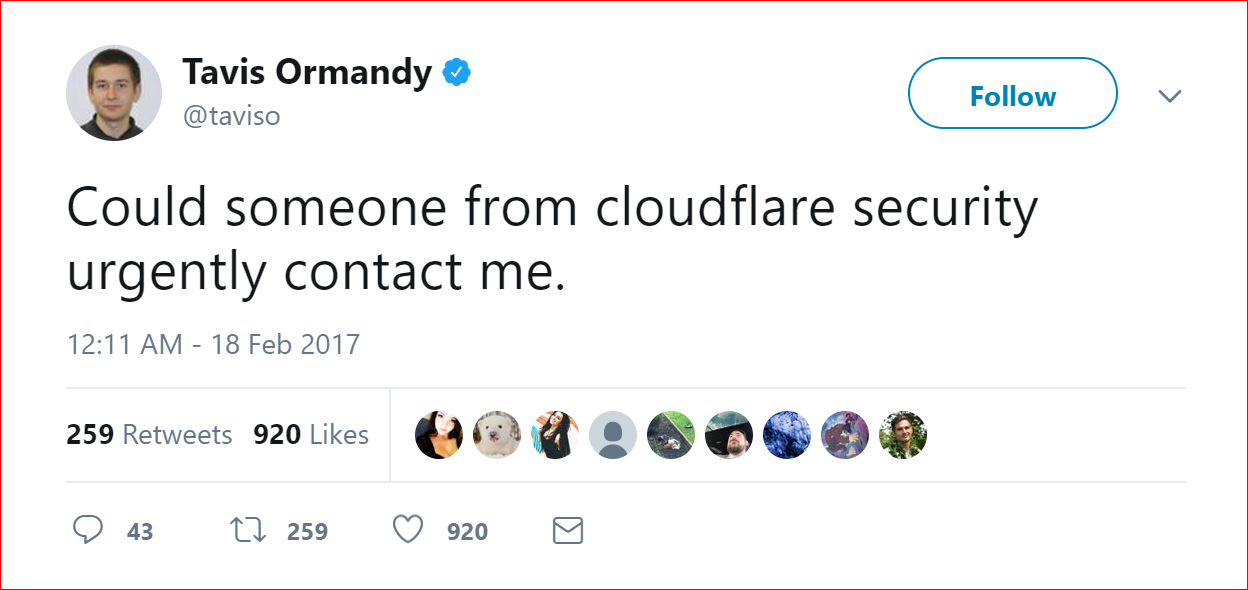 Tavis Ormandy
@taviso
Follow
Could someone from cloudflare security
urgently contact me.
12:11 AM - 18 Feb 2017
259 Retweets 920 Likes
43 259 920